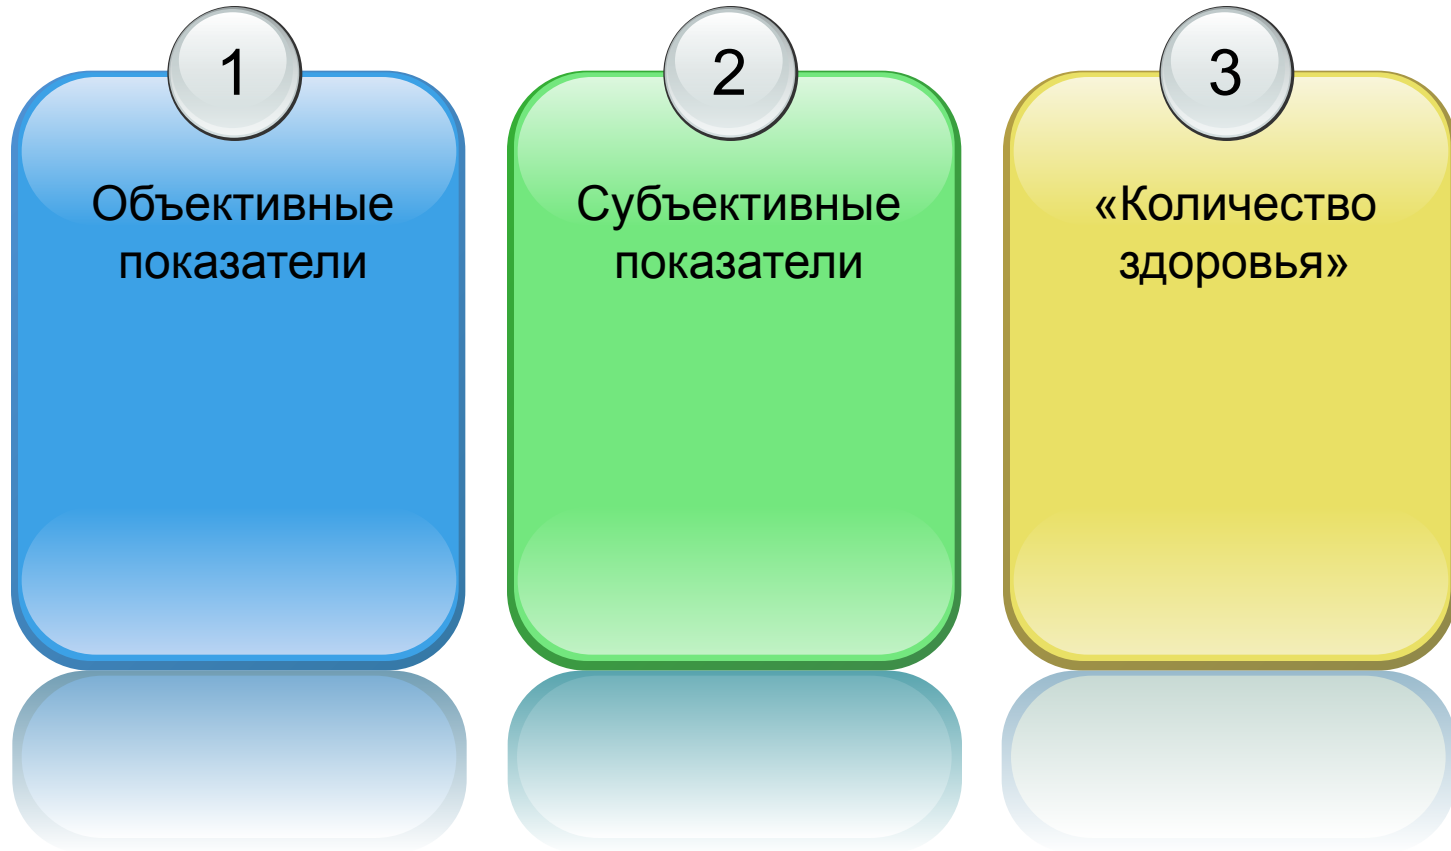 1
Объективные
показатели
2
Субъективные
показатели
3
«Количество
здоровья»